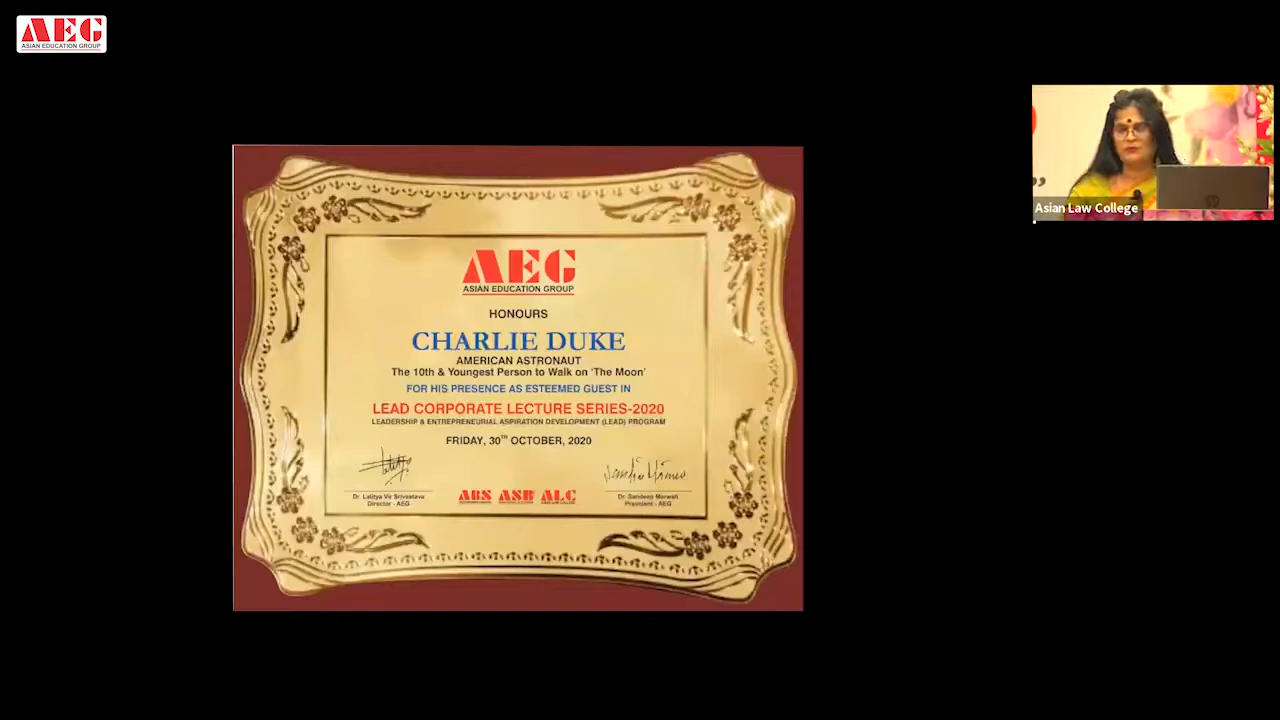 AEG
ASIAN EDUCATION GROUP
AEG
ASIAN EDUCATION GROUP
HONOURS
CHARLIE DUKE
AMERICAN ASTRONAUT
The 10th & Youngest Person to Walk on 'The Moon'
FOR HIS PRESENCE AS ESTEEMED GUEST IN
LEAD CORPORATE LECTURE SERIES-2020
LEADERSHIP & ENTREPRENEURIAL ASPIRATION DEVELOPMENT (LEAD) PROGRAM
FRIDAY, 30TH OCTOBER, 2020
Dr. Lalitya Vir Srivastava
Director - AEG
ABS ASB ALC
Dr. Sandeep Marwah
President - AEG
Asian Law College